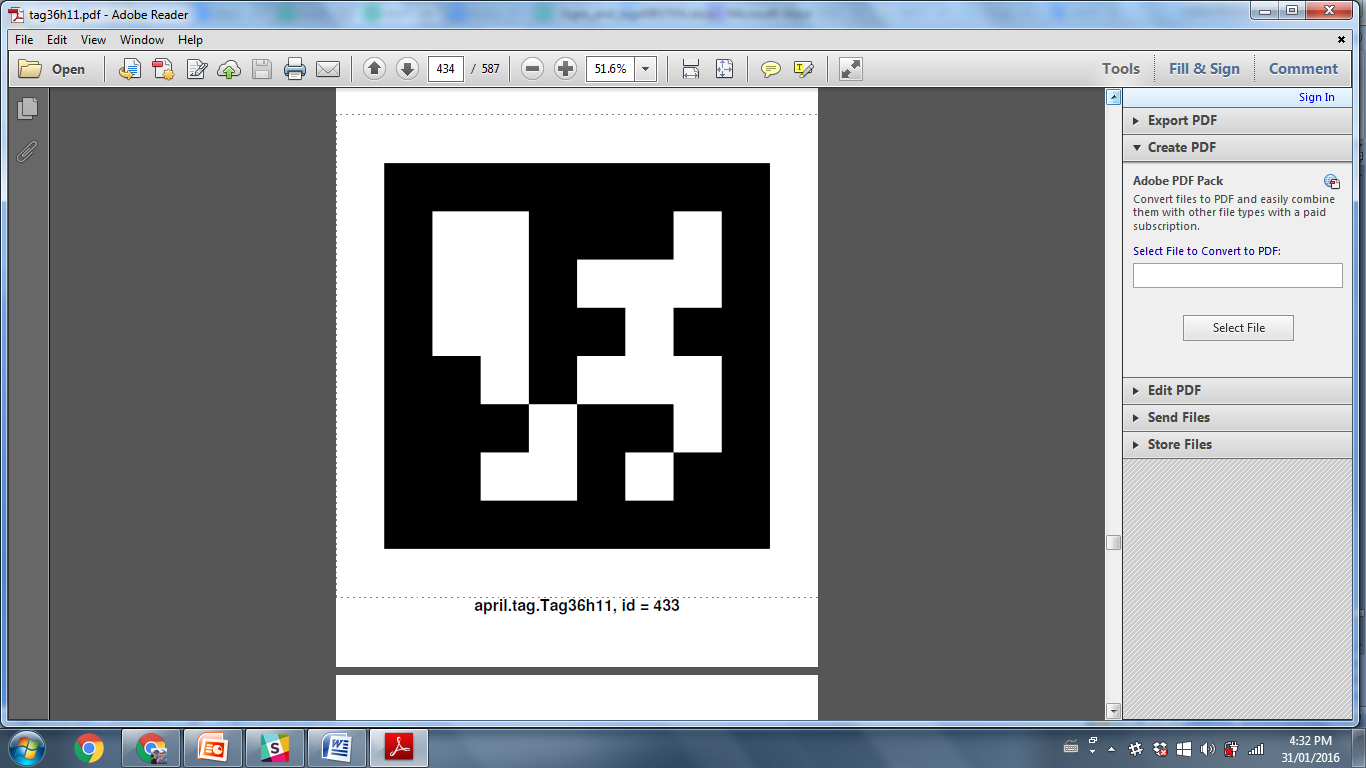 tag36h11.pdf - Adobe Reader
File Edit View Window Help
Open 434 / 587 51.6% Tools Fill & Sign Comment
Sign In
Export PDF
Create PDF
Adobe PDF Pack
Convert files to PDF and easily combine
them with other file types with a paid
subscription.
Select File to Convert to PDF:
Select File
Edit PDF
Send Files
Store Files
april.tag.Tag36h11, id = 433
4:32 PM
31/01/2016